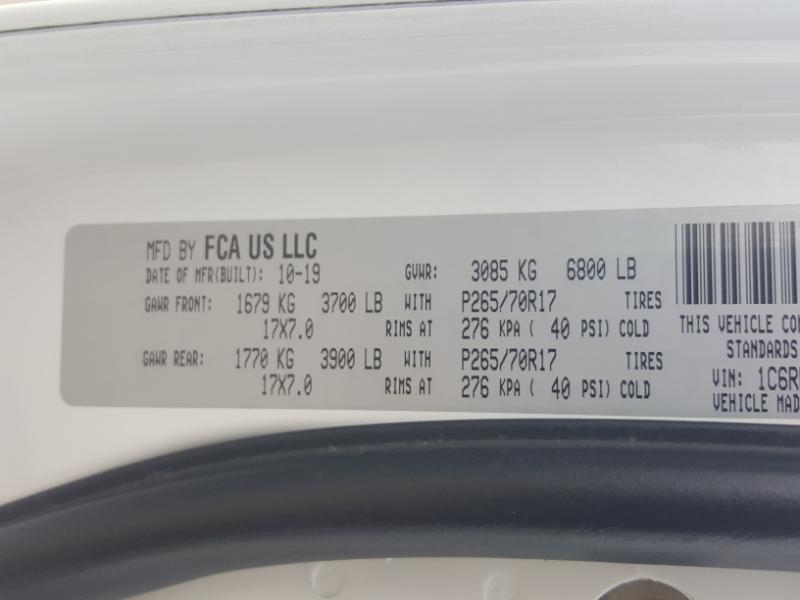 MFD BY FCA US LLC
DATE OF MFR(BUILT): 10-19 GVWR: 3085 KG 6800 LB
GAWR FRONT: 1679 KG 3700 LB WITH P265/70R17 TIRES
17X7.0 RIMS AT 276 KPA ( 40 PSI) COLD
GAWR REAR: 1770 KG 3900 LB WITH P265/70R17 TIRES
17X7.0 RIMS AT 276 KPA ( 40 PSI) COLD
THIS VEHICLE CON
STANDARDS
VIN: 1C6R
VEHICLE MAD